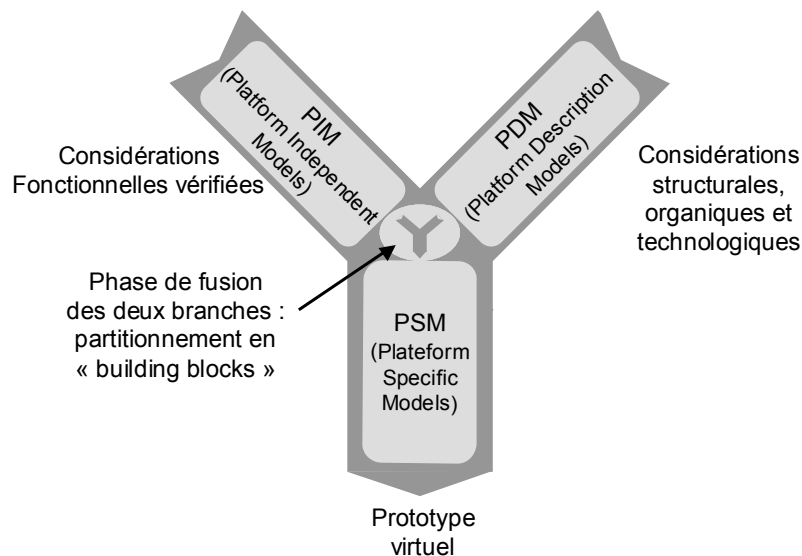 PIM
(Platform Independent
Models)
PDM
(Platform Description
Models)
Considérations
Fonctionnelles vérifiées
Considérations
structurales,
organiques et
technologiques
Phase de fusion
des deux branches :
partitionnement en
« building blocks »
PSM
(Plateform
Specific
Models)
Prototype
virtuel